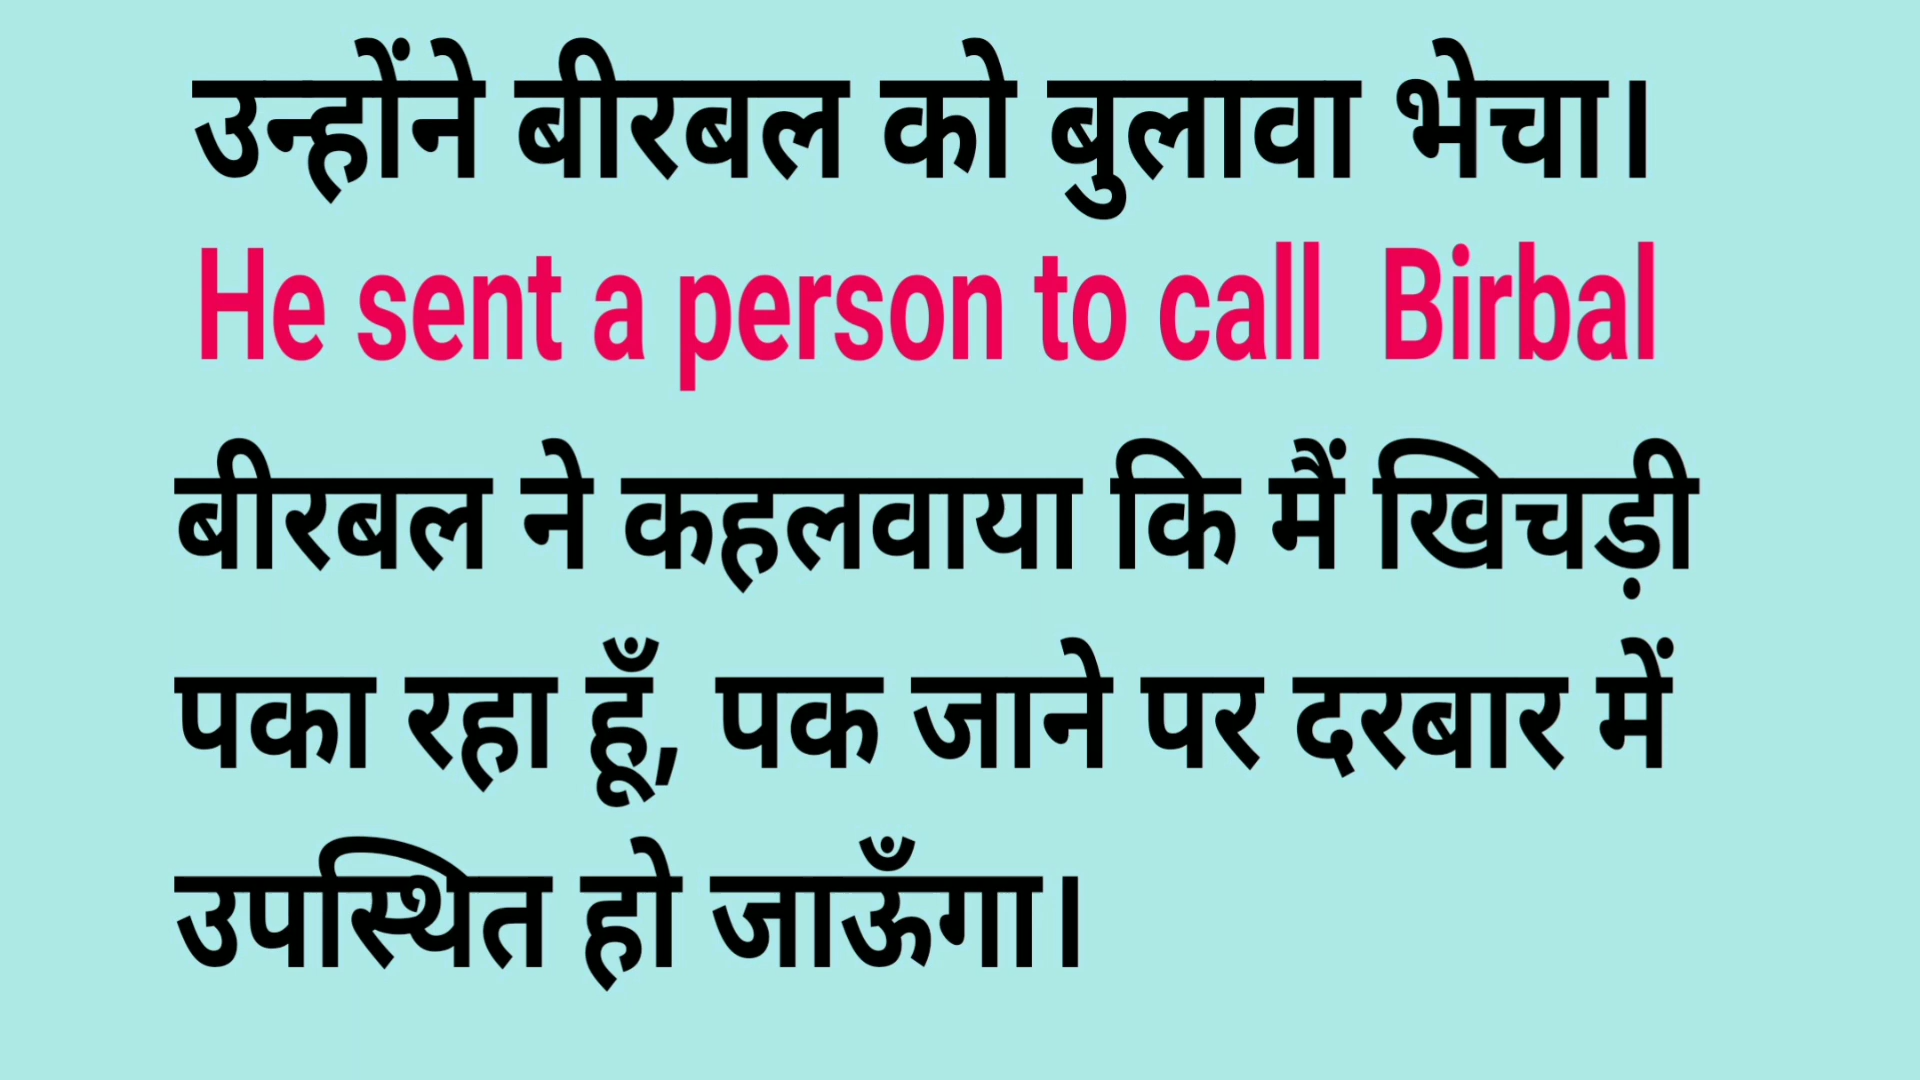 उन्होंने बीरबल को बुलावा भेचा।
He sent a person to call Birbal
बीरबल ने कहलवाया कि मैं खिचड़ी
पका रहा हूँ, पक जाने पर दरबार में
उपस्थित हो जाऊँगा।